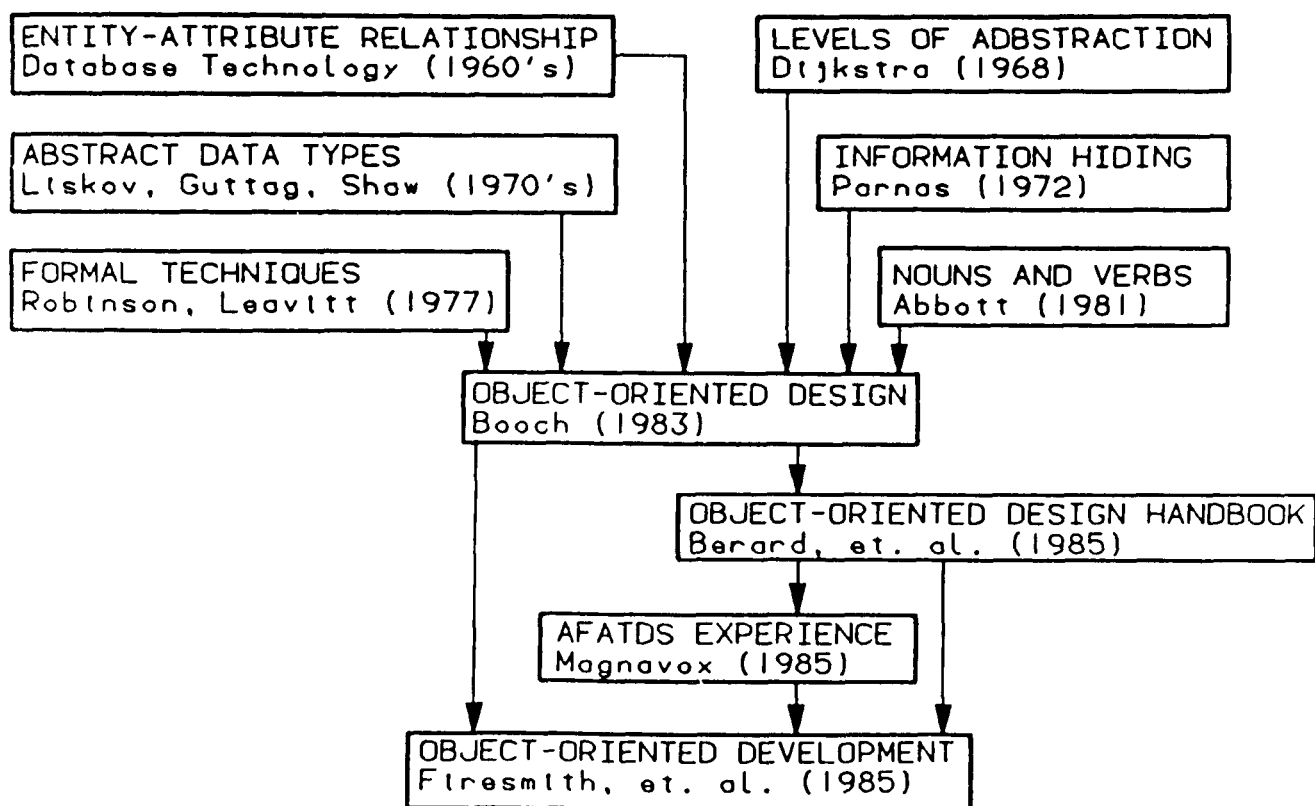 ENTITY-ATTRIBUTE RELATIONSHIP
Database Technology (1960's)
LEVELS OF ADBSTRACTION
Dijkstra (1968)
ABSTRACT DATA TYPES
Liskov, Guttag, Shaw (1970's)
INFORMATION HIDING
Parnas (1972)
FORMAL TECHNIQUES
Robinson, Leavitt (1977)
NOUNS AND VERBS
Abbott (1981)
OBJECT-ORIENTED DESIGN
Booch (1983)
OBJECT-ORIENTED DESIGN HANDBOOK
Berard, et. al. (1985)
AFATDS EXPERIENCE
Magnavox (1985)
OBJECT-ORIENTED DEVELOPMENT
Firesmith, et. al. (1985)